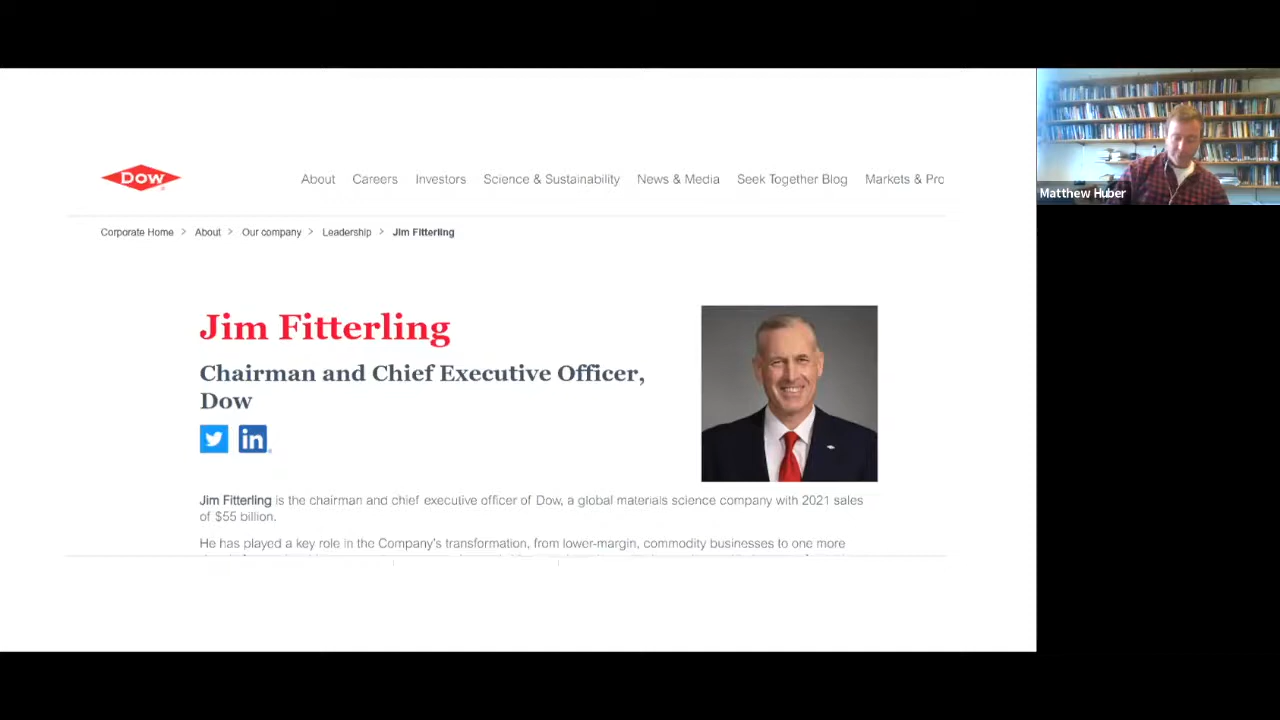 DOW
About Careers Investors Science & Sustainability News & Media Seek Together Blog Markets & Pro
Corporate Home > About > Our company > Leadership > Jim Fitterling
Jim Fitterling
Chairman and Chief Executive Officer,
Dow
in
Jim Fitterling is the chairman and chief executive officer of Dow, a global materials science company with 2021 sales
of $55 billion.
He has played a key role in the Company's transformation, from lower-margin, commodity businesses to one more
Matthew Huber